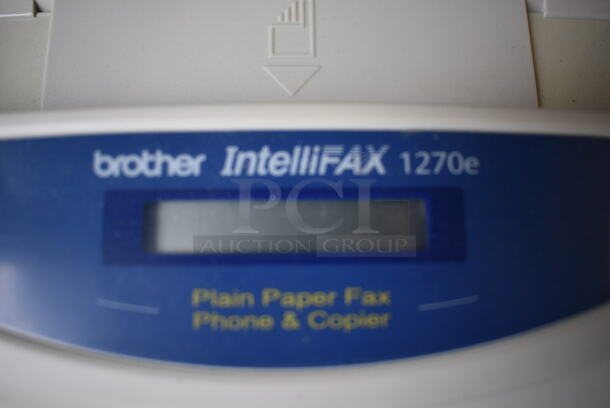 brother IntelliFAX 1270e
PCI
AUCTION GROUP
Plain Paper Fax
Phone & Copier